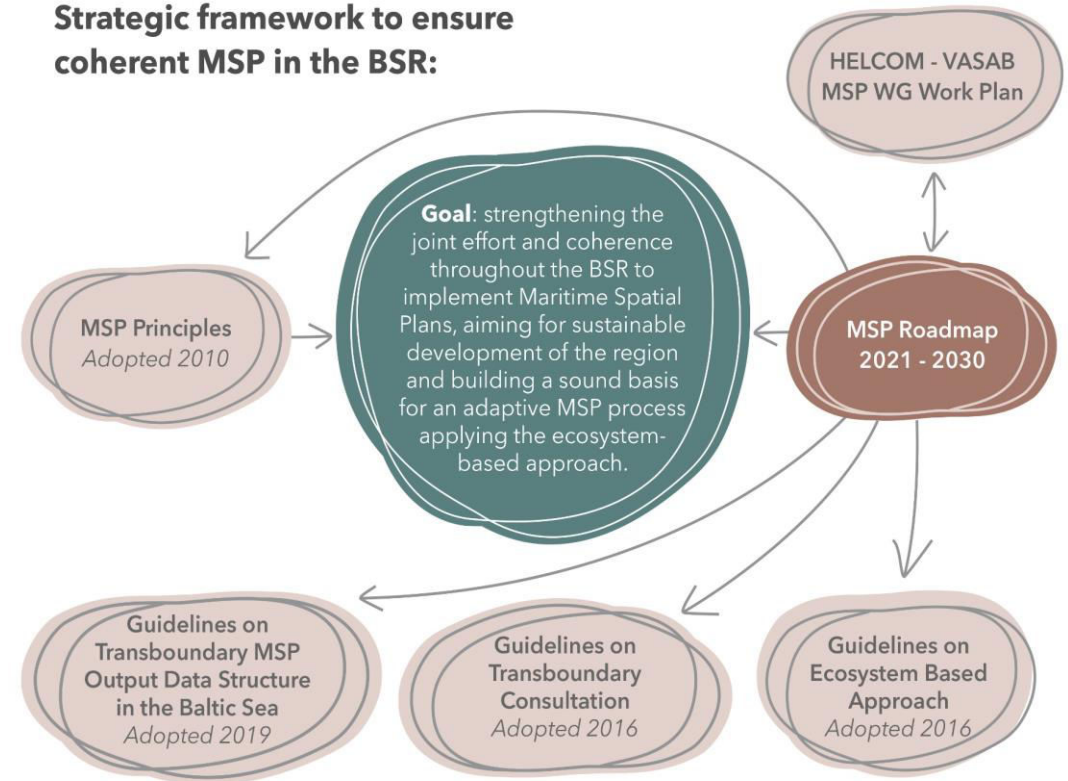 Strategic framework to ensure
coherent MSP in the BSR:
HELCOM - VASAB
MSP WG Work Plan
Goal: strengthening the
joint effort and coherence
throughout the BSR to
implement Maritime Spatial
Plans, aiming for sustainable
development of the region
and building a sound basis
for an adaptive MSP process
applying the ecosystem-
based approach.
MSP Principles
Adopted 2010
MSP Roadmap
2021 - 2030
Guidelines on
Transboundary MSP
Output Data Structure
in the Baltic Sea
Adopted 2019
Guidelines on
Transboundary
Consultation
Adopted 2016
Guidelines on
Ecosystem Based
Approach
Adopted 2016